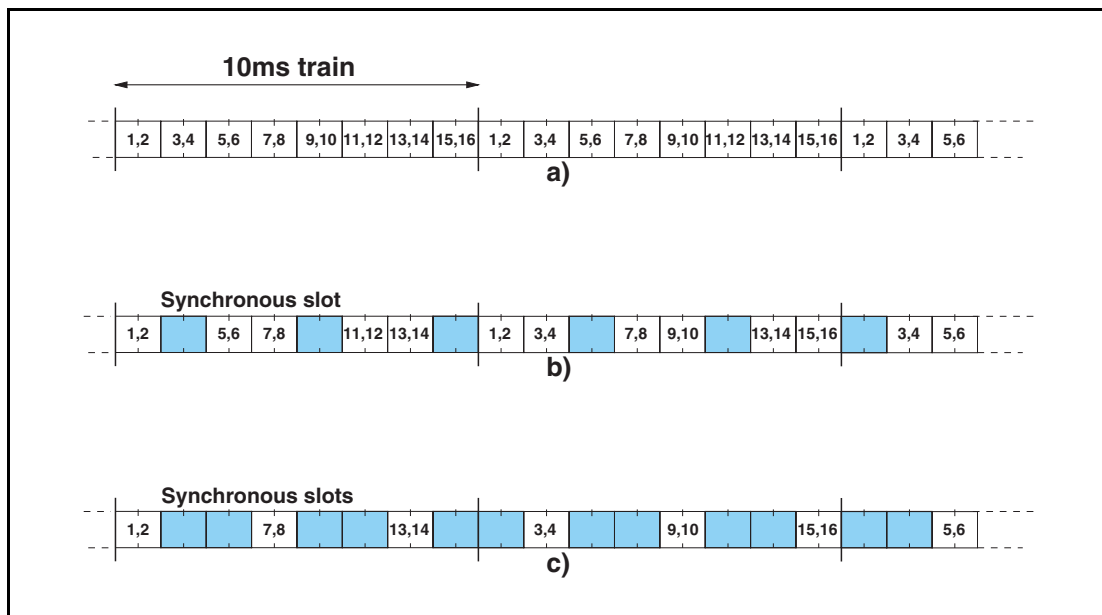 10ms train
1,2 3,4 5,6 7,8 9,10 11,12 13,14 15,16 1,2 3,4 5,6 7,8 9,10 11,12 13,14 15,16 1,2 3,4 5,6
a)
Synchronous slot
1,2 5,6 7,8 11,12 13,14 1,2 3,4 7,8 9,10 13,14 15,16 3,4 5,6
b)
Synchronous slots
1,2 7,8 13,14 3,4 9,10 15,16 5,6
c)